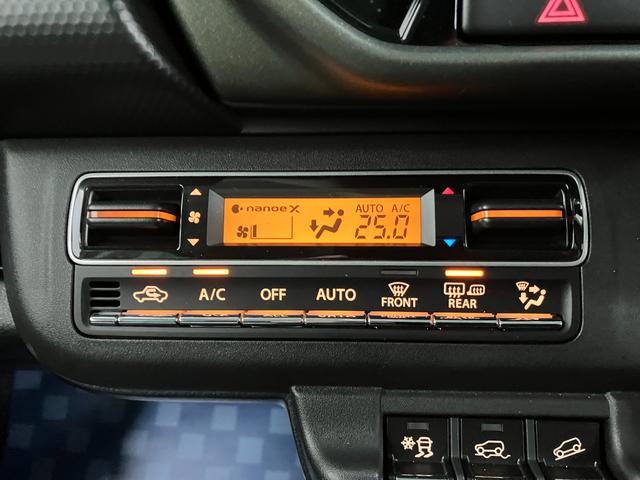 nanoe X AUTO A/C
25.0
A/C OFF AUTO FRONT REAR